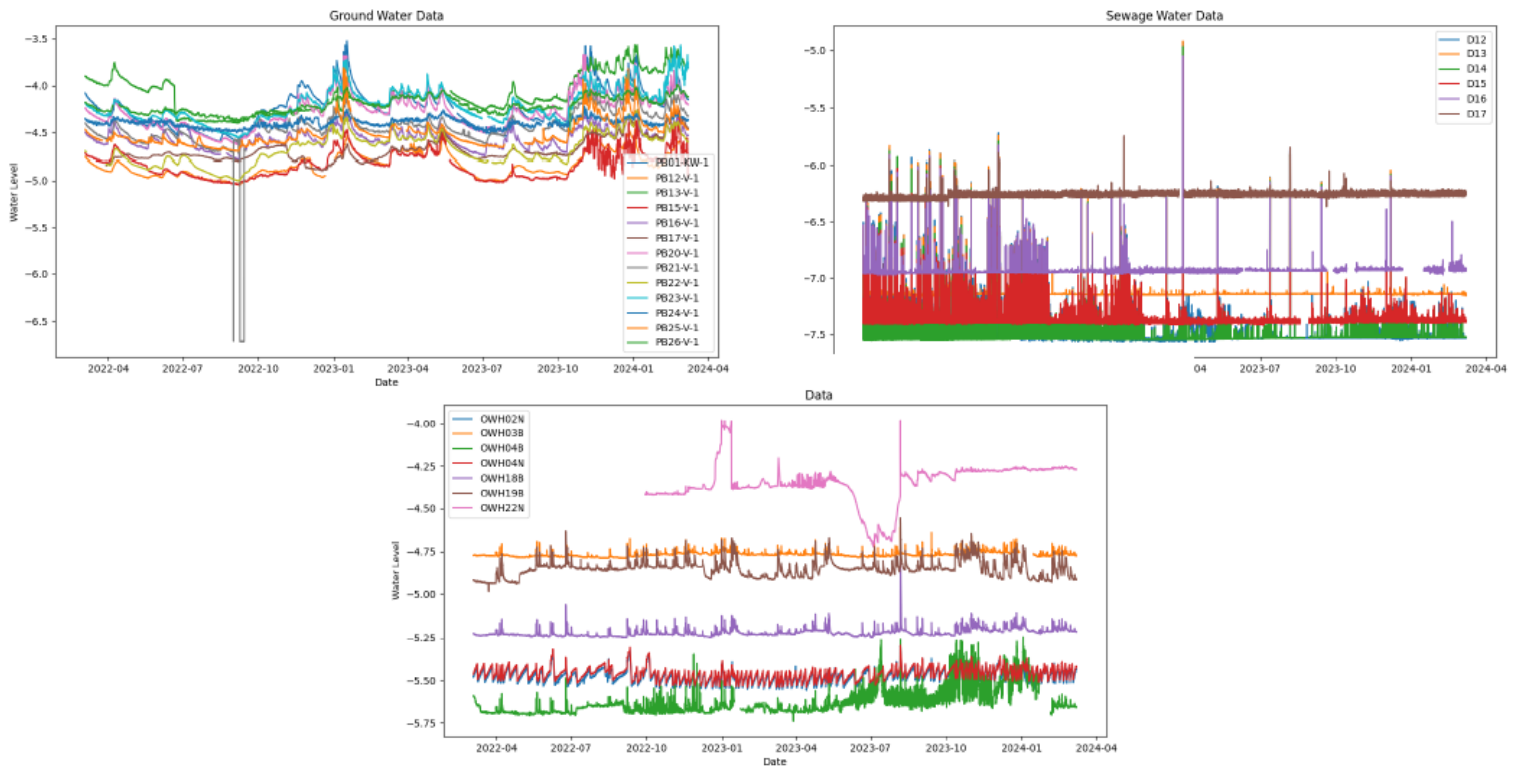 Ground Water Data
−3.5
−4.0
−4.5
−5.0
−5.5
−6.0
−6.5
Water Level
PB01-KW-1
PB12-V-1
PB13-V-1
PB15-V-1
PB16-V-1
PB17-V-1
PB20-V-1
PB21-V-1
PB22-V-1
PB23-V-1
PB24-V-1
PB25-V-1
PB26-V-1
2022-04 2022-07 2022-10 2023-01 2023-04 2023-07 2023-10 2024-01 2024-04
Date
Sewage Water Data
−5.0
−5.5
−6.0
−6.5
−7.0
−7.5
D12
D13
D14
D15
D16
D17
04 2023-07 2023-10 2024-01 2024-04
Data
−4.00
−4.25
−4.50
−4.75
−5.00
−5.25
−5.50
−5.75
Water Level
OWH02N
OWH03B
OWH04B
OWH04N
OWH18B
OWH19B
OWH22N
2022-04 2022-07 2022-10 2023-01 2023-04 2023-07 2023-10 2024-01 2024-04
Date